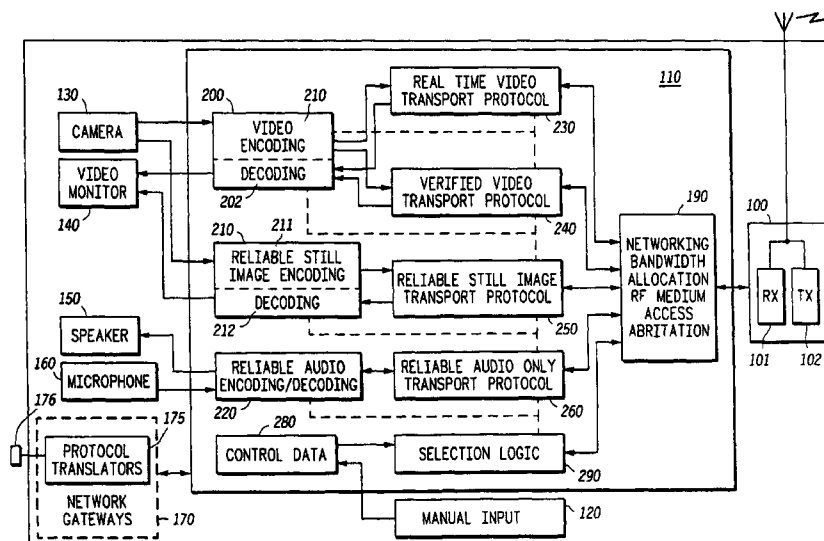 110
130
CAMERA
VIDEO
MONITOR
140
200
210
VIDEO
ENCODING
DECODING
202
REAL TIME VIDEO
TRANSPORT PROTOCOL
230
VERIFIED VIDEO
TRANSPORT PROTOCOL
240
210
211
RELIABLE STILL
IMAGE ENCODING
DECODING
212
RELIABLE STILL IMAGE
TRANSPORT PROTOCOL
250
190
NETWORKING
BANDWIDTH
ALLOCATION
RF MEDIUM
ACCESS
ABRITATION
100
RX
TX
101
102
150
SPEAKER
160
MICROPHONE
RELIABLE AUDIO
ENCODING/DECODING
220
RELIABLE AUDIO ONLY
TRANSPORT PROTOCOL
260
176
175
PROTOCOL
TRANSLATORS
NETWORK
GATEWAYS
170
280
CONTROL DATA
SELECTION LOGIC
290
MANUAL INPUT
120